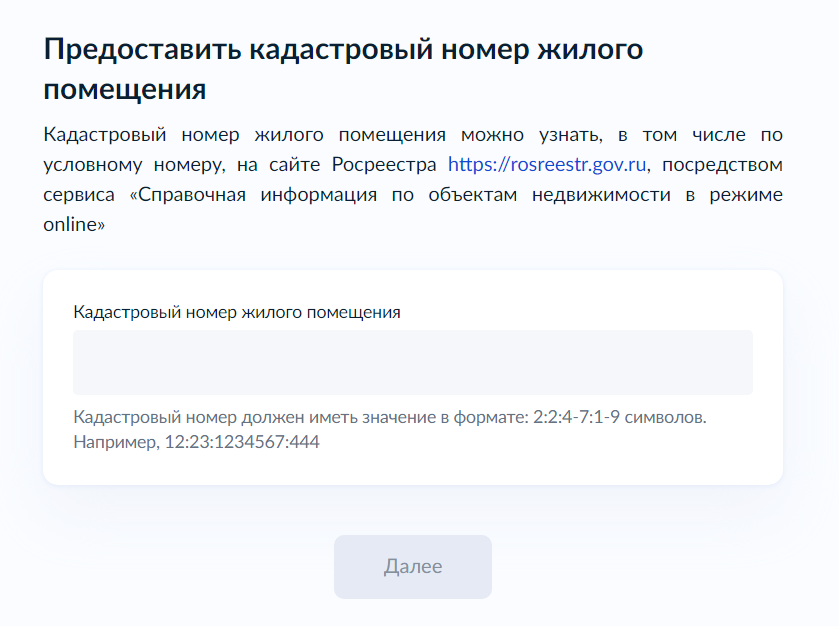 Предоставить кадастровый номер жилого
помещения
Кадастровый номер жилого помещения можно узнать, в том числе по
условному номеру, на сайте Росреестра https://rosreestr.gov.ru, посредством
сервиса «Справочная информация по объектам недвижимости в режиме
online»
Кадастровый номер жилого помещения
Кадастровый номер должен иметь значение в формате: 2:2:4-7:1-9 символов.
Например, 12:23:1234567:444
Далее